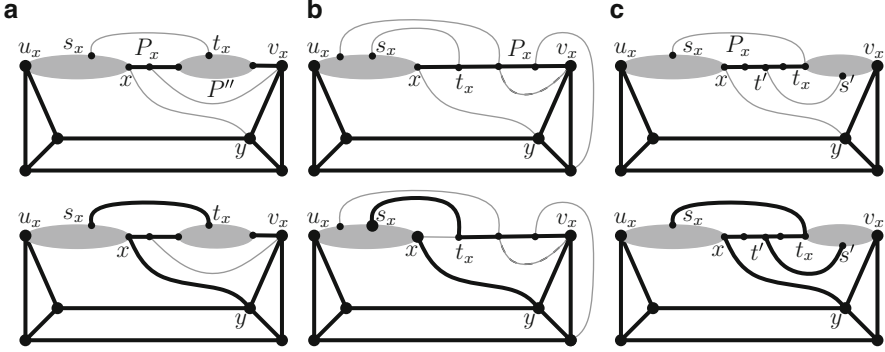 a b c
u_x s_x P_x t_x v_x x P″ y
u_x s_x P_x v_x x t_x y
u_x s_x P_x v_x x t′ t_x s′ y
u_x s_x t_x v_x x y
u_x s_x v_x x t_x y
u_x s_x v_x x t′ t_x s′ y